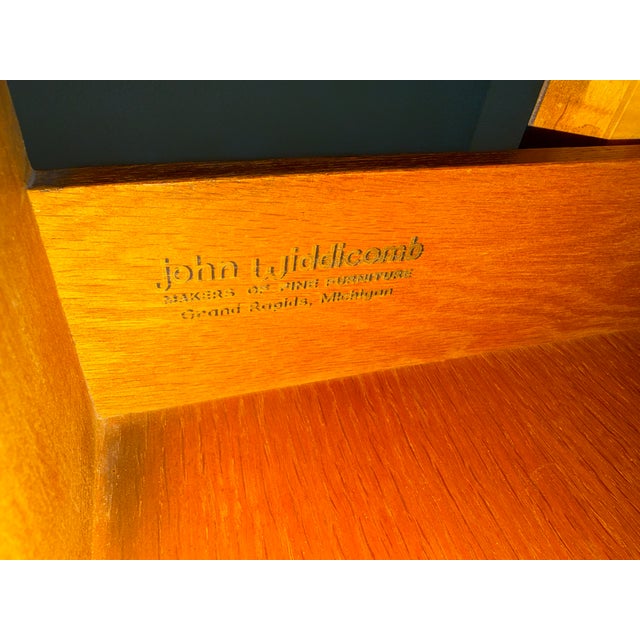 john widdicomb
MAKERS OF FINE FURNITURE
Grand Rapids, Michigan